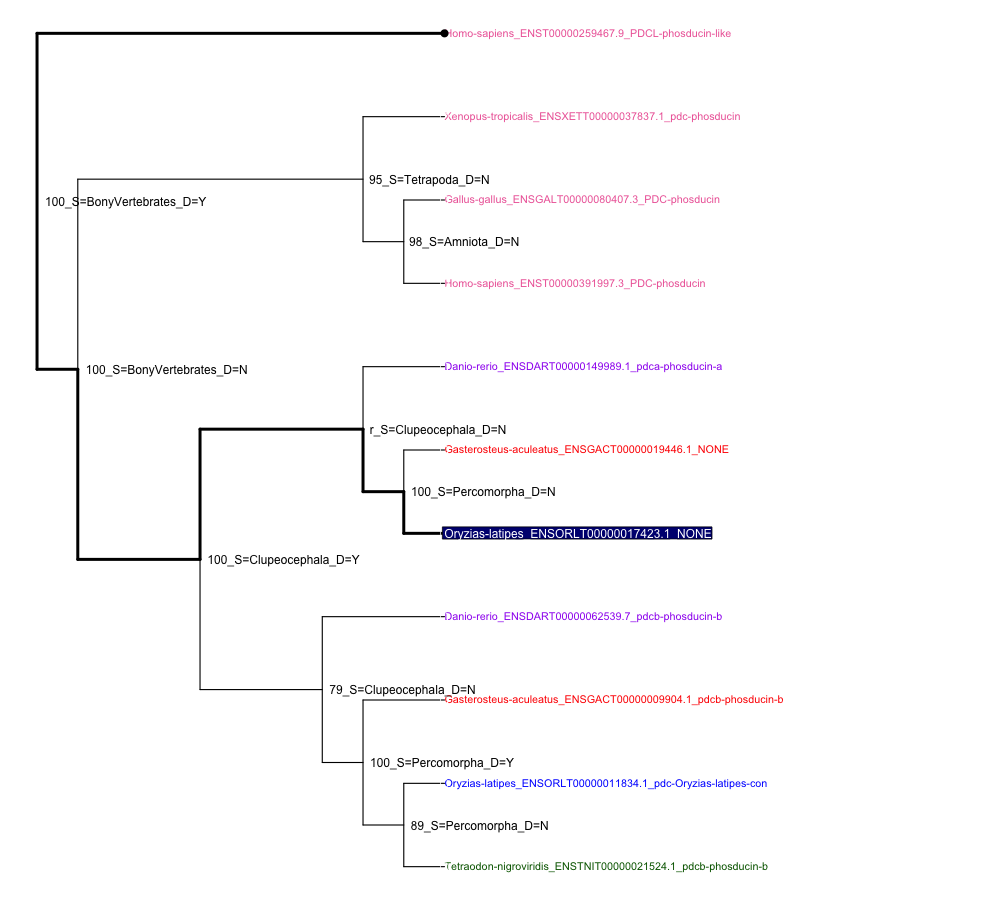 Homo-sapiens_ENST00000259467.9_PDCL-phosducin-like
Xenopus-tropicalis_ENSXETT00000037837.1_pdc-phosducin
95_S=Tetrapoda_D=N
Gallus-gallus_ENSGALT00000080407.3_PDC-phosducin
100_S=BonyVertebrates_D=Y
98_S=Amniota_D=N
Homo-sapiens_ENST00000391997.3_PDC-phosducin
Danio-rerio_ENSDART00000149989.1_pdca-phosducin-a
100_S=BonyVertebrates_D=N
r_S=Clupeocephala_D=N
Gasterosteus-aculeatus_ENSGACT00000019446.1_NONE
100_S=Percomorpha_D=N
Oryzias-latipes_ENSORLT00000017423.1_NONE
100_S=Clupeocephala_D=Y
Danio-rerio_ENSDART00000062539.7_pdcb-phosducin-b
79_S=Clupeocephala_D=N
Gasterosteus-aculeatus_ENSGACT00000009904.1_pdcb-phosducin-b
100_S=Percomorpha_D=Y
Oryzias-latipes_ENSORLT00000011834.1_pdc-Oryzias-latipes-con
89_S=Percomorpha_D=N
Tetraodon-nigroviridis_ENSTNIT00000021524.1_pdcb-phosducin-b